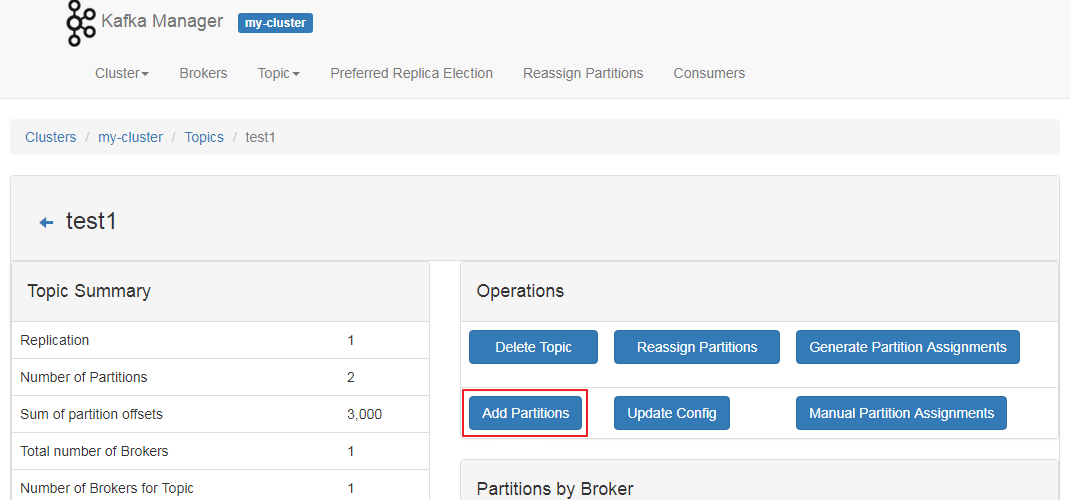 Kafka Manager my-cluster
Cluster Brokers Topic Preferred Replica Election Reassign Partitions Consumers
Clusters / my-cluster / Topics / test1
test1
Topic Summary
Replication 1
Number of Partitions 2
Sum of partition offsets 3,000
Total number of Brokers 1
Number of Brokers for Topic 1
Operations
Delete Topic Reassign Partitions Generate Partition Assignments
Add Partitions Update Config Manual Partition Assignments
Partitions by Broker